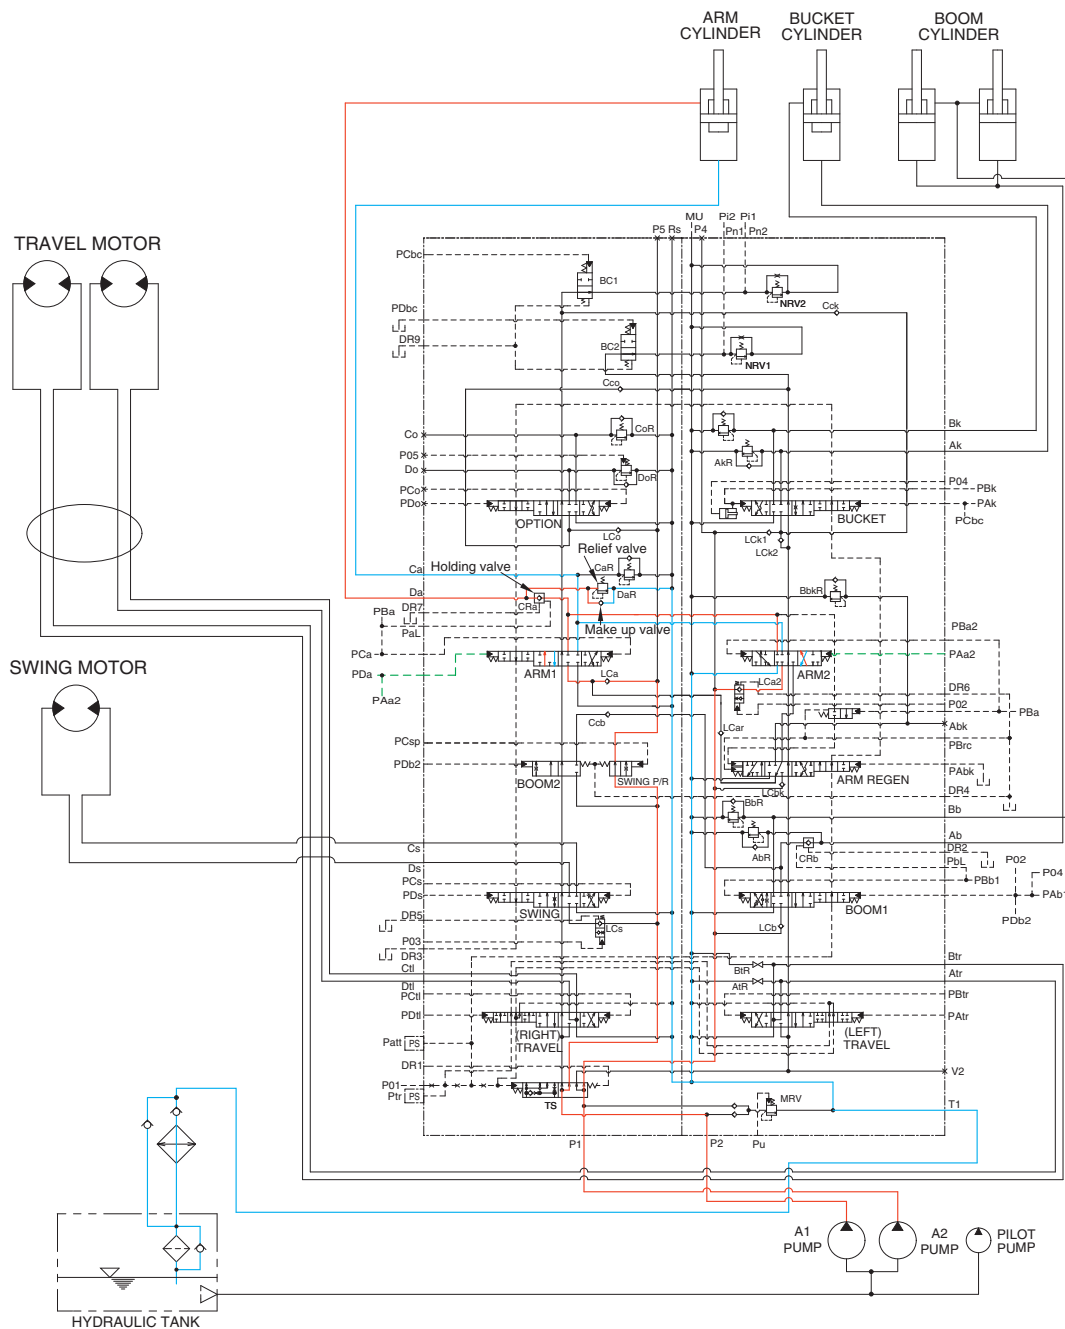 ARM CYLINDER
BUCKET CYLINDER
BOOM CYLINDER
TRAVEL MOTOR
SWING MOTOR
P5 Rs
MU P4
Pi2 Pi1
Pn1 Pn2
PCbc
BC1
NRV2
Cck
PDbc
DR9
BC2
NRV1
Cco
Co
CoR
Bk
Ak
P05
Do
DoR
AkR
P04
PCo
PBk
PDo
PAk
OPTION
BUCKET
PCbc
LCo
LCk1
LCk2
Relief valve
Ca
Holding valve
CaR
Da
DaR
BbkR
CRa
DR7
PBa
PaL
Make up valve
PBa2
PCa
PAa2
PDa
ARM1
ARM2
LCa
LCa2
DR6
PAa2
P02
PBa
Ccb
LCar
Abk
PCsp
PBrc
PDb2
PAbk
BOOM2
SWING P/R
ARM REGEN
LCbk
DR4
BbR
Bb
Ab
AbR
CRb
Cs
DR2
Ds
PbL
P02
P04
PCs
PBb1
PDs
PAb1
SWING
BOOM1
PDb2
DR5
LCs
LCb
P03
DR3
Ctl
BtR
Btr
Atr
Dtl
AtR
PCtl
PBtr
PDtl
PAtr
(RIGHT) TRAVEL
(LEFT) TRAVEL
Patt PS
DR1
V2
P01
Ptr PS
TS
MRV
T1
P1
P2
Pu
A1 PUMP
A2 PUMP
PILOT PUMP
HYDRAULIC TANK